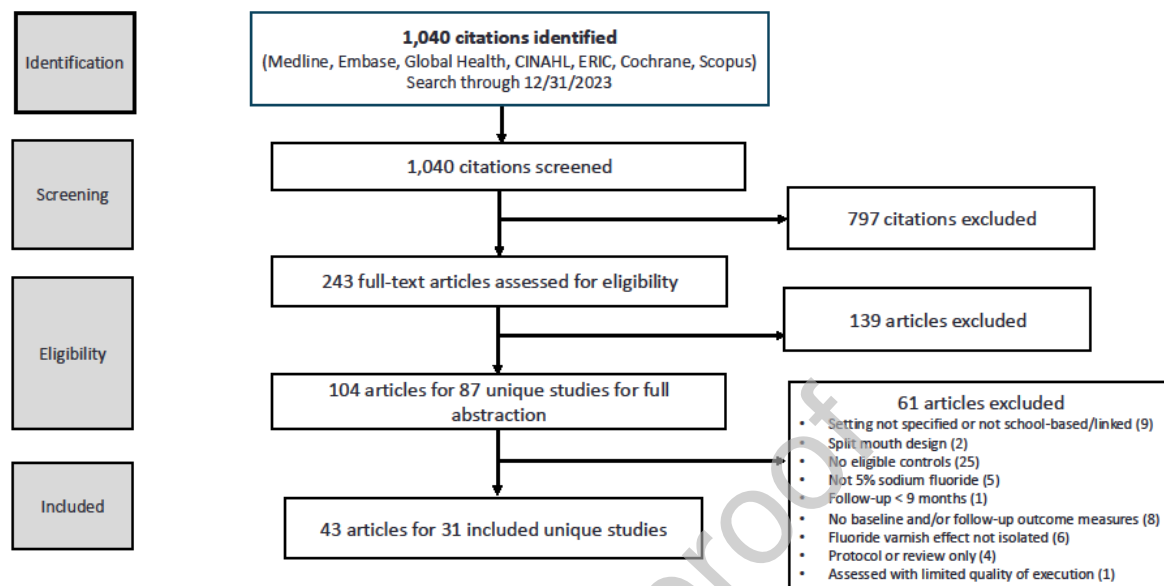 Identification
1,040 citations identified
(Medline, Embase, Global Health, CINAHL, ERIC, Cochrane, Scopus)
Search through 12/31/2023
Screening
1,040 citations screened
797 citations excluded
Eligibility
243 full-text articles assessed for eligibility
139 articles excluded
104 articles for 87 unique studies for full
abstraction
61 articles excluded
• Setting not specified or not school-based/linked (9)
• Split mouth design (2)
• No eligible controls (25)
• Not 5% sodium fluoride (5)
• Follow-up < 9 months (1)
• No baseline and/or follow-up outcome measures (8)
• Fluoride varnish effect not isolated (6)
• Protocol or review only (4)
• Assessed with limited quality of execution (1)
Included
43 articles for 31 included unique studies
proof